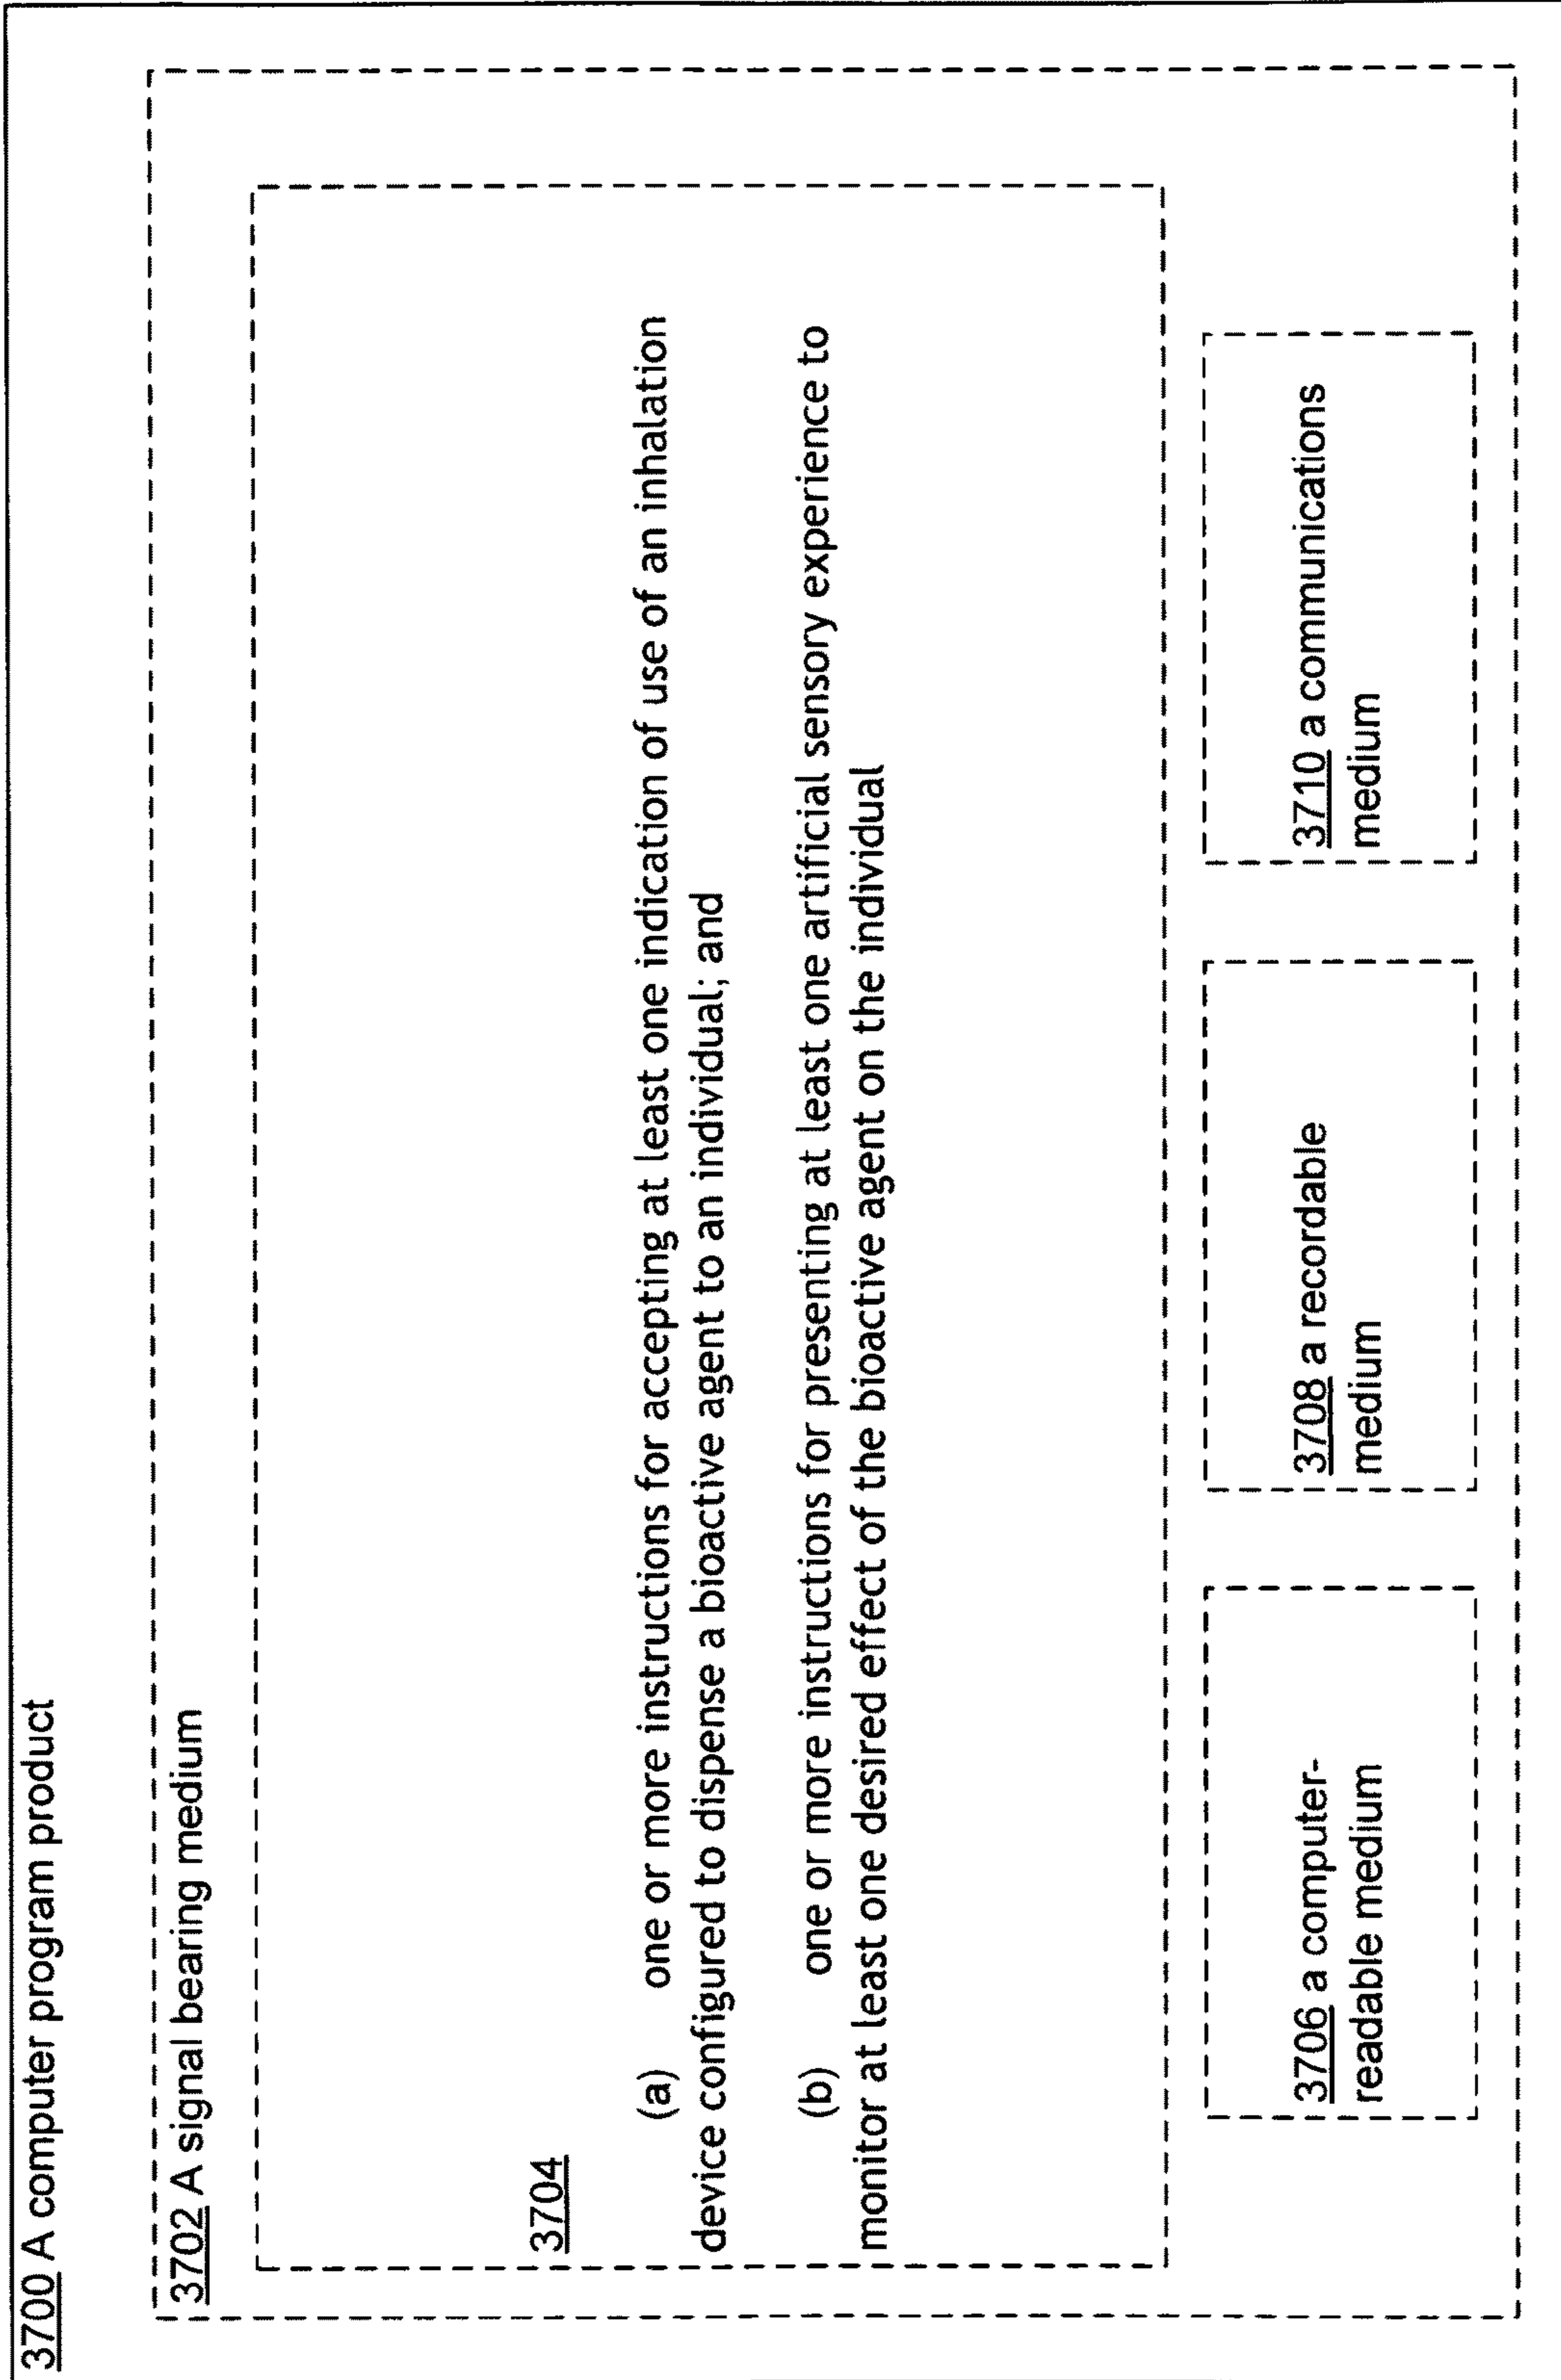 3700 A computer program product
3702 A signal bearing medium
3704
(a) one or more instructions for accepting at least one indication of use of an inhalation
device configured to dispense a bioactive agent to an individual; and
(b) one or more instructions for presenting at least one artificial sensory experience to
monitor at least one desired effect of the bioactive agent on the individual
3706 a computer-
readable medium
3708 a recordable
medium
3710 a communications
medium